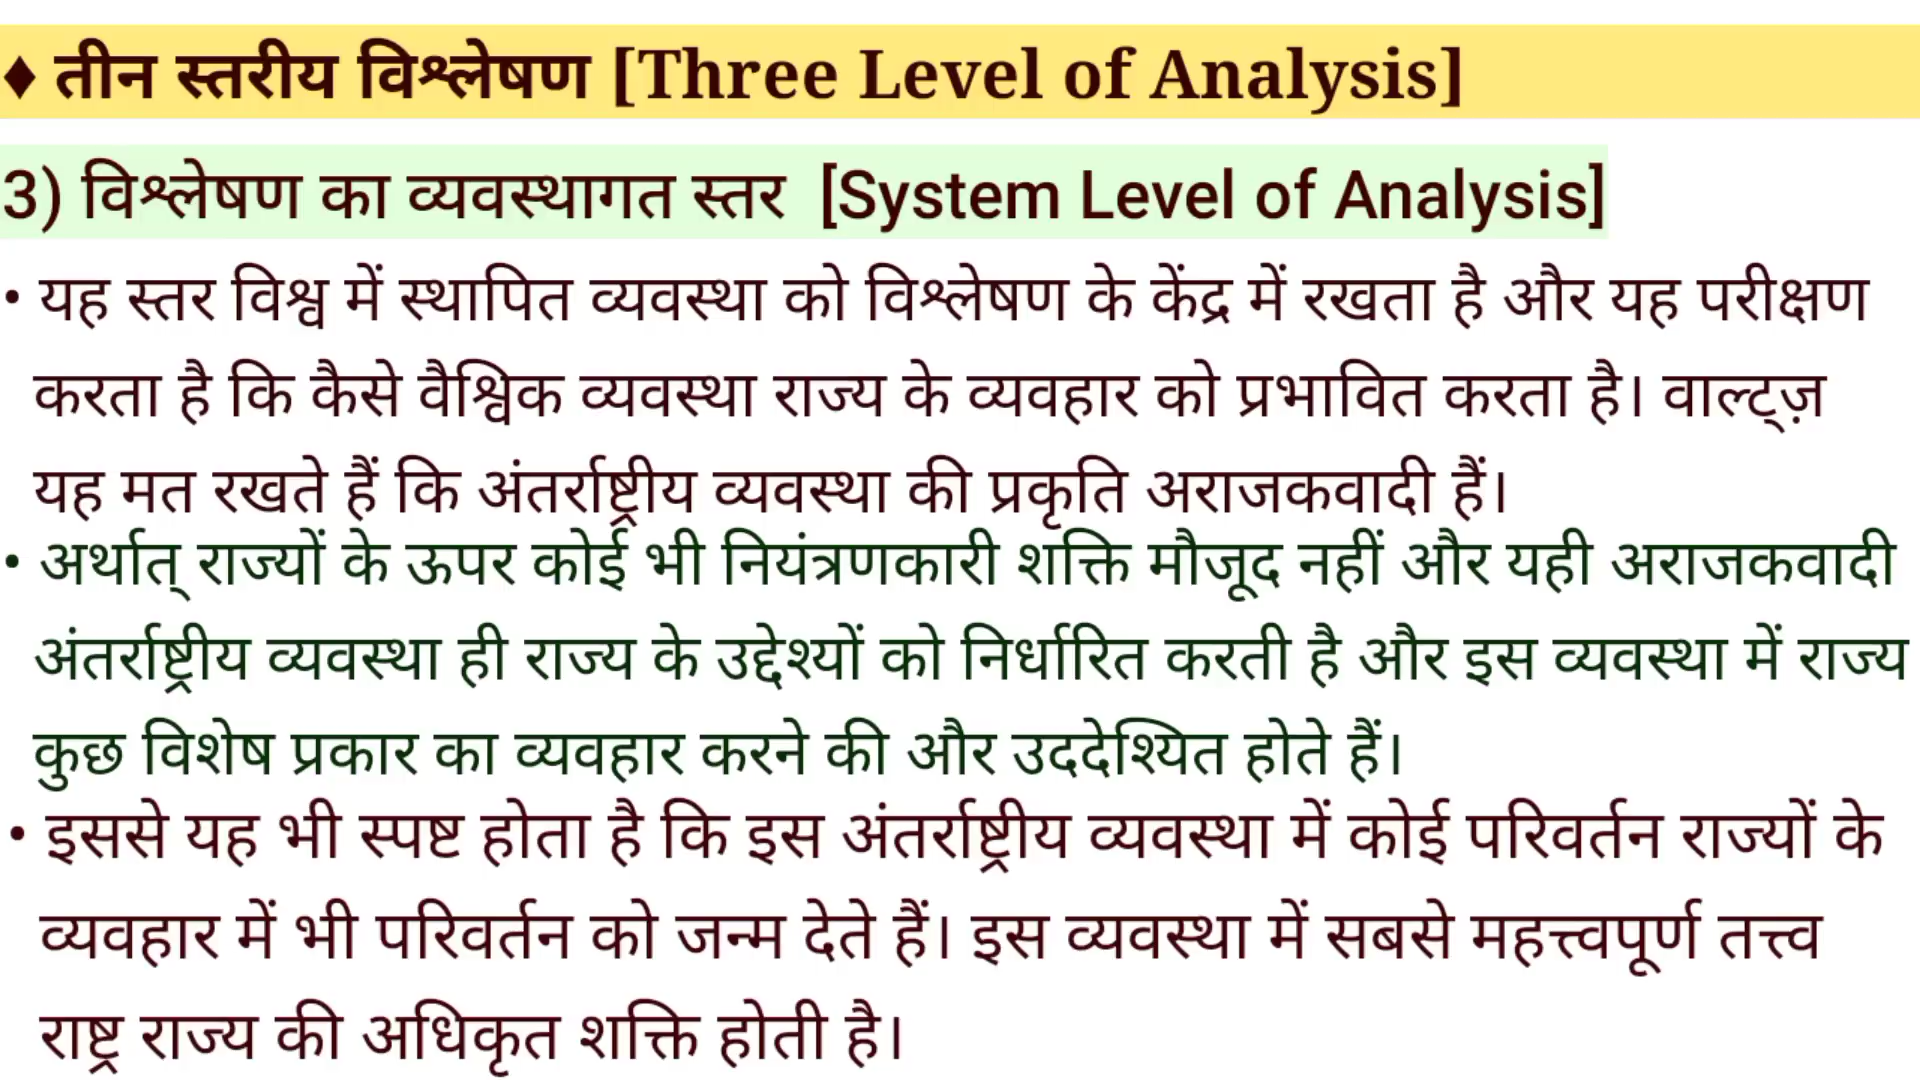 ♦ तीन स्तरीय विश्लेषण [Three Level of Analysis]
3) विश्लेषण का व्यवस्थागत स्तर [System Level of Analysis]
• यह स्तर विश्व में स्थापित व्यवस्था को विश्लेषण के केंद्र में रखता है और यह परीक्षण
करता है कि कैसे वैश्विक व्यवस्था राज्य के व्यवहार को प्रभावित करता है। वाल्ट्ज़
यह मत रखते हैं कि अंतर्राष्ट्रीय व्यवस्था की प्रकृति अराजकवादी हैं।
• अर्थात् राज्यों के ऊपर कोई भी नियंत्रणकारी शक्ति मौजूद नहीं और यही अराजकवादी
अंतर्राष्ट्रीय व्यवस्था ही राज्य के उद्देश्यों को निर्धारित करती है और इस व्यवस्था में राज्य
कुछ विशेष प्रकार का व्यवहार करने की और उददेश्यित होते हैं।
• इससे यह भी स्पष्ट होता है कि इस अंतर्राष्ट्रीय व्यवस्था में कोई परिवर्तन राज्यों के
व्यवहार में भी परिवर्तन को जन्म देते हैं। इस व्यवस्था में सबसे महत्त्वपूर्ण तत्त्व
राष्ट्र राज्य की अधिकृत शक्ति होती है।